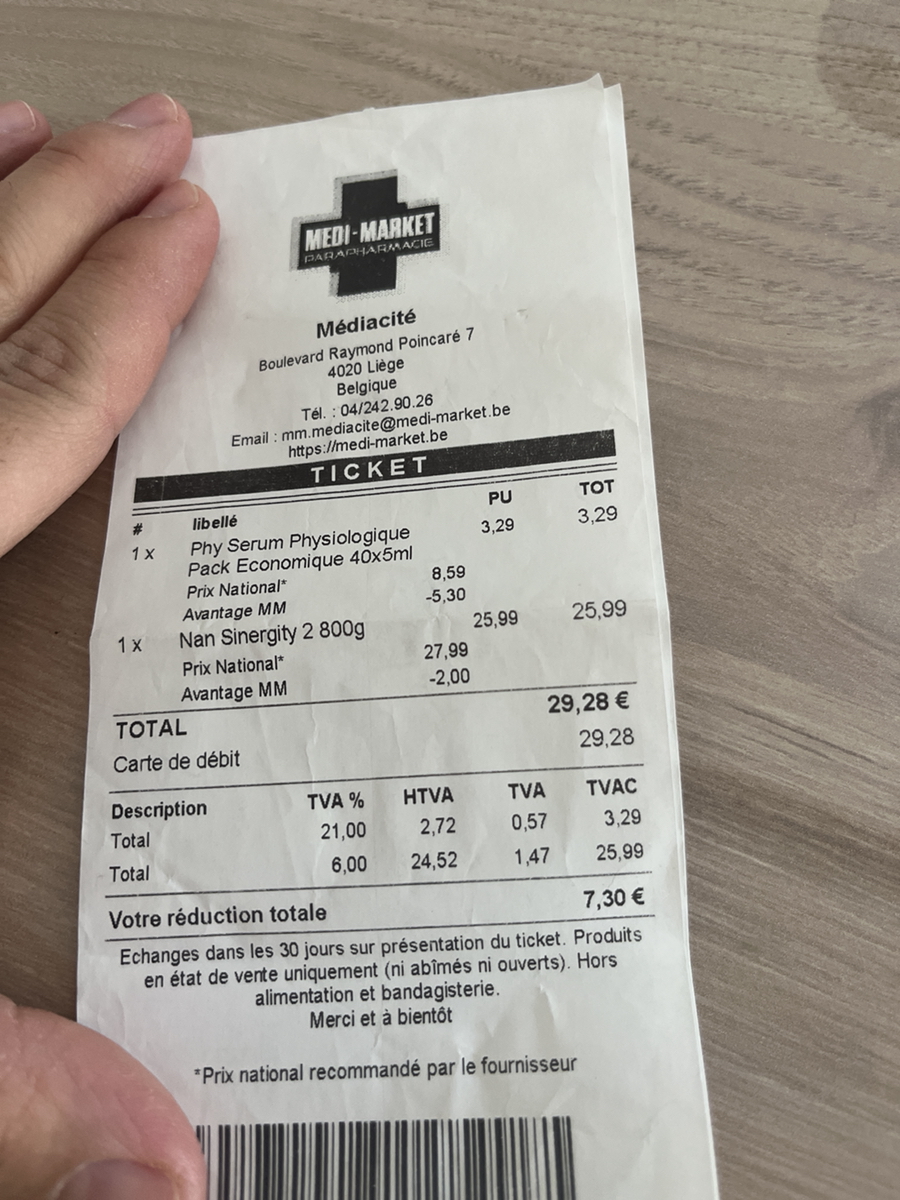 MEDI-MARKET
PARAPHARMACIE
Médiacité
Boulevard Raymond Poincaré 7
4020 Liège
Belgique
Tél. : 04/242.90.26
Email : mm.mediacite@medi-market.be
https://medi-market.be
TICKET
# libellé PU TOT
1 x Phy Serum Physiologique 3,29 3,29
Pack Economique 40x5ml
Prix National* 8,59
Avantage MM -5,30
1 x Nan Sinergity 2 800g 25,99 25,99
Prix National* 27,99
Avantage MM -2,00
TOTAL 29,28 €
Carte de débit 29,28
Description TVA % HTVA TVA TVAC
Total 21,00 2,72 0,57 3,29
Total 6,00 24,52 1,47 25,99
Votre réduction totale 7,30 €
Echanges dans les 30 jours sur présentation du ticket. Produits
en état de vente uniquement (ni abîmés ni ouverts). Hors
alimentation et bandagisterie.
Merci et à bientôt
*Prix national recommandé par le fournisseur